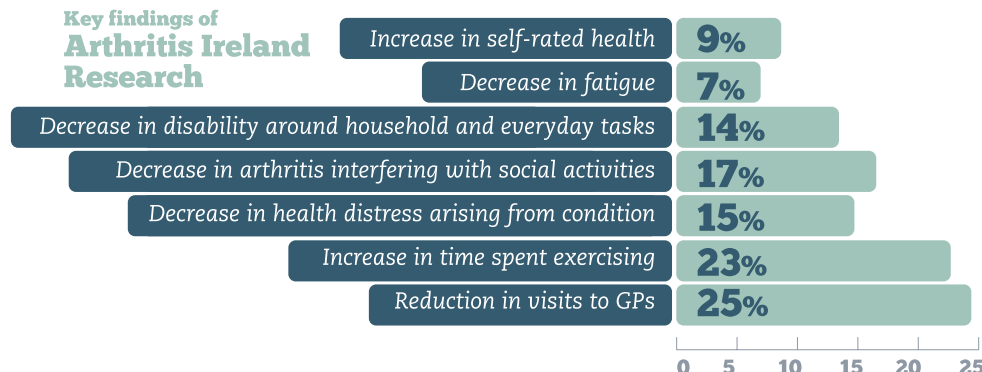 Key findings of
Arthritis Ireland
Research
Increase in self-rated health 9%
Decrease in fatigue 7%
Decrease in disability around household and everyday tasks 14%
Decrease in arthritis interfering with social activities 17%
Decrease in health distress arising from condition 15%
Increase in time spent exercising 23%
Reduction in visits to GPs 25%
0 5 10 15 20 25